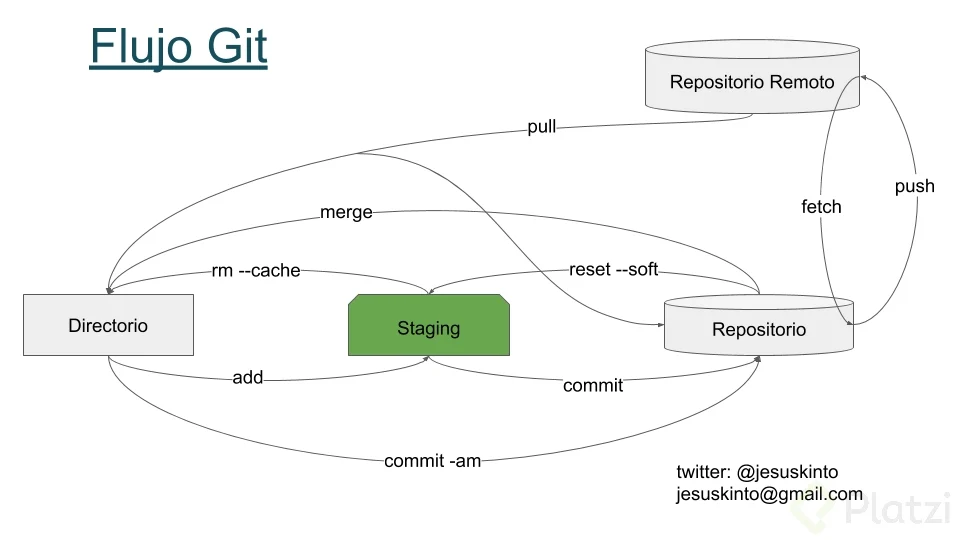 Flujo Git
Repositorio Remoto
pull
push
fetch
merge
rm --cache
reset --soft
Directorio
Staging
Repositorio
add
commit
commit -am
twitter: @jesuskinto
jesuskinto@gmail.com
Platzi